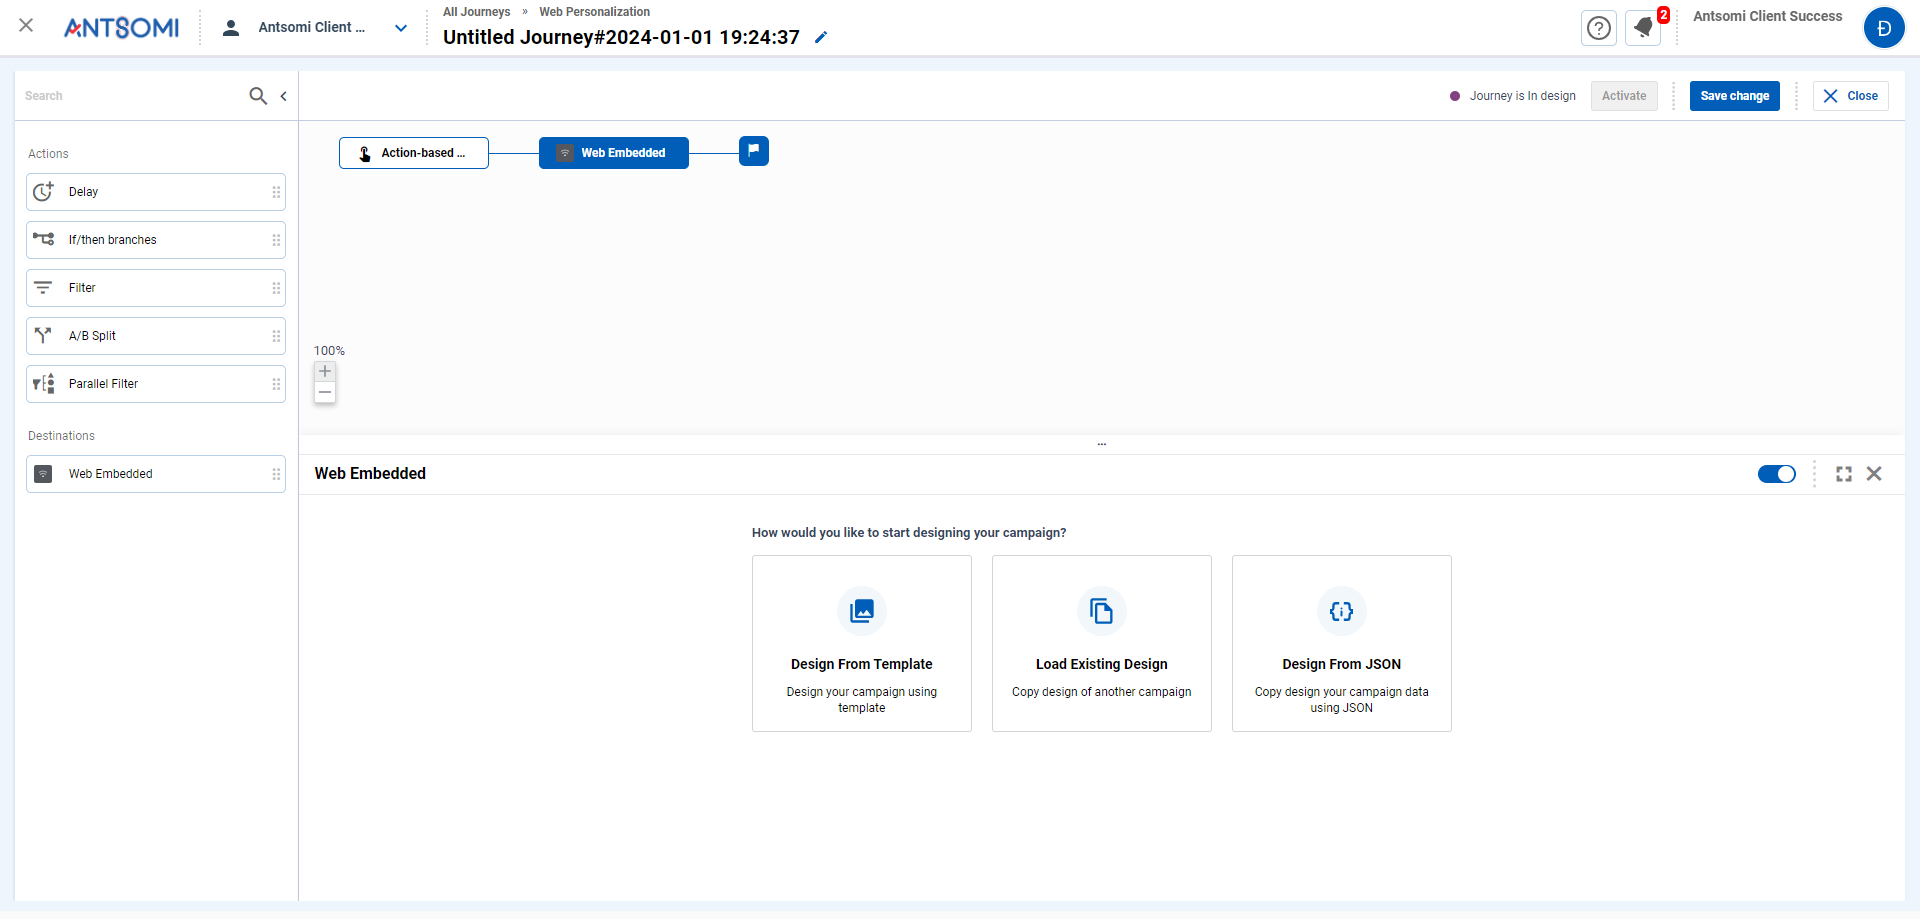 ANTSOMI
Antsomi Client ...
All Journeys » Web Personalization
Untitled Journey#2024-01-01 19:24:37
2
Antsomi Client Success
Đ
Search
Journey is In design
Activate
Save change
Close
Actions
Delay
If/then branches
Filter
A/B Split
Parallel Filter
Destinations
Web Embedded
Action-based ...
Web Embedded
100%
...
Web Embedded
How would you like to start designing your campaign?
Design From Template
Design your campaign using
template
Load Existing Design
Copy design of another campaign
Design From JSON
Copy design your campaign data
using JSON